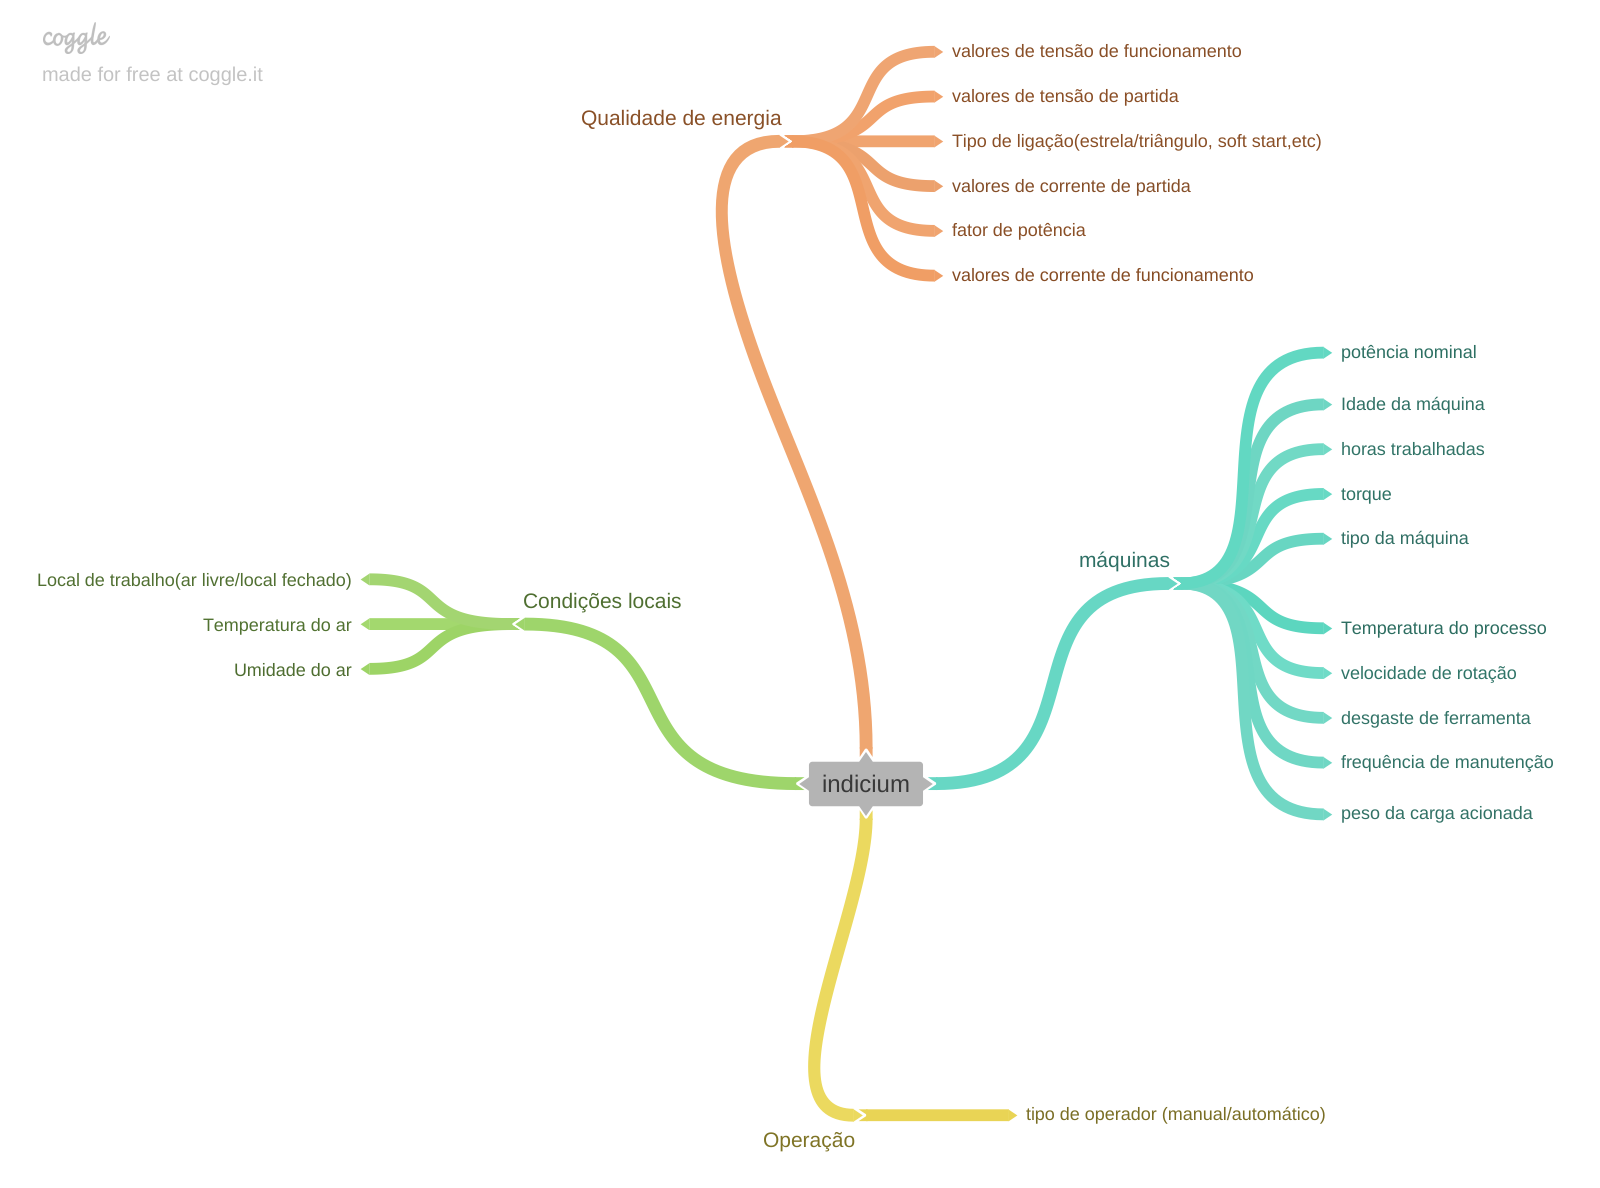 coggle
made for free at coggle.it
Qualidade de energia
valores de tensão de funcionamento
valores de tensão de partida
Tipo de ligação(estrela/triângulo, soft start,etc)
valores de corrente de partida
fator de potência
valores de corrente de funcionamento
máquinas
potência nominal
Idade da máquina
horas trabalhadas
torque
tipo da máquina
Temperatura do processo
velocidade de rotação
desgaste de ferramenta
frequência de manutenção
peso da carga acionada
Condições locais
Local de trabalho(ar livre/local fechado)
Temperatura do ar
Umidade do ar
indicium
Operação
tipo de operador (manual/automático)